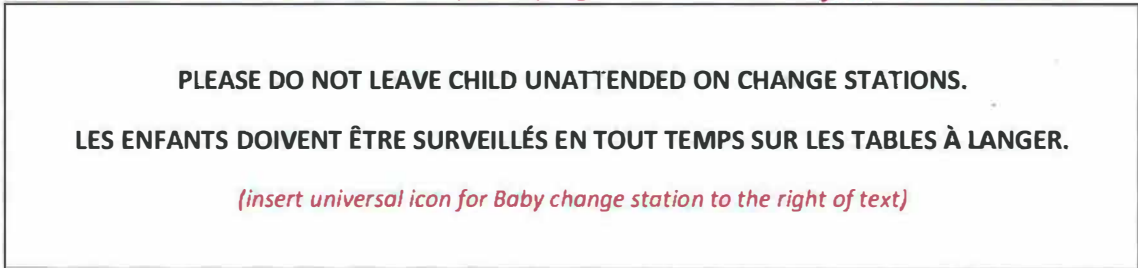 PLEASE DO NOT LEAVE CHILD UNATTENDED ON CHANGE STATIONS.
LES ENFANTS DOIVENT ÊTRE SURVEILLÉS EN TOUT TEMPS SUR LES TABLES À LANGER.
(insert universal icon for Baby change station to the right of text)